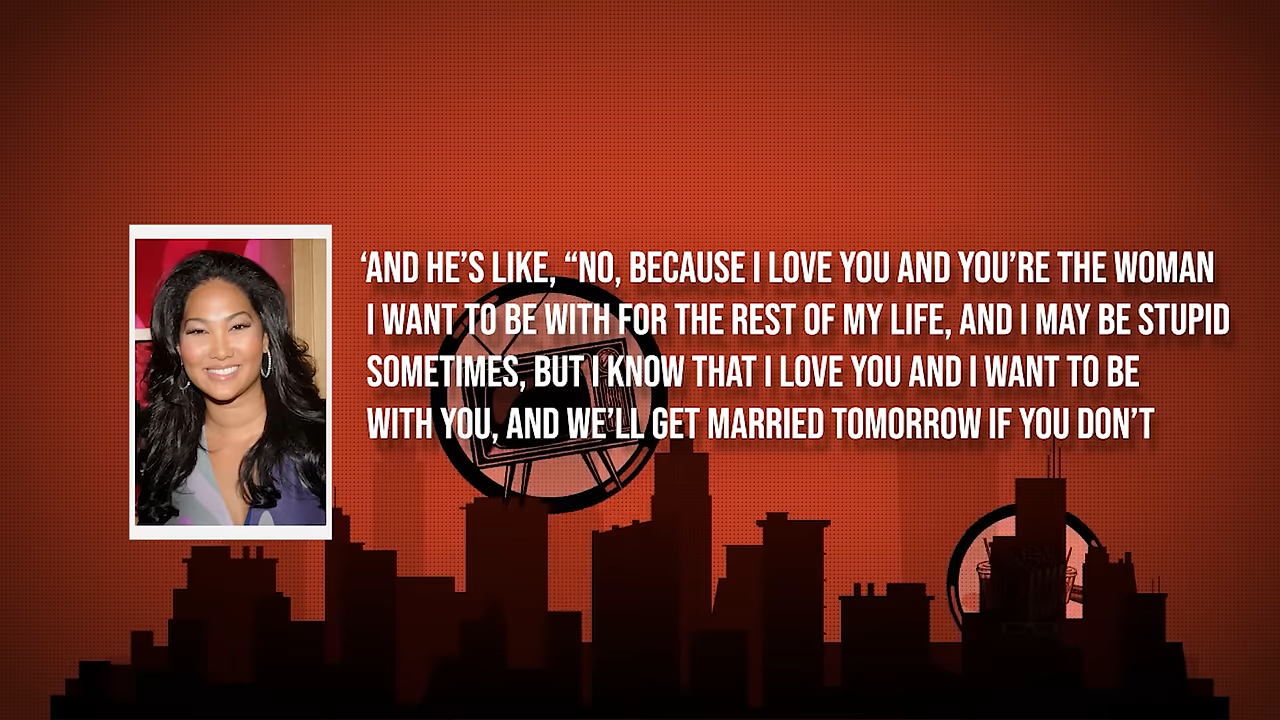 ‘AND HE’S LIKE, “NO, BECAUSE I LOVE YOU AND YOU’RE THE WOMAN
I WANT TO BE WITH FOR THE REST OF MY LIFE, AND I MAY BE STUPID
SOMETIMES, BUT I KNOW THAT I LOVE YOU AND I WANT TO BE
WITH YOU, AND WE’LL GET MARRIED TOMORROW IF YOU DON’T